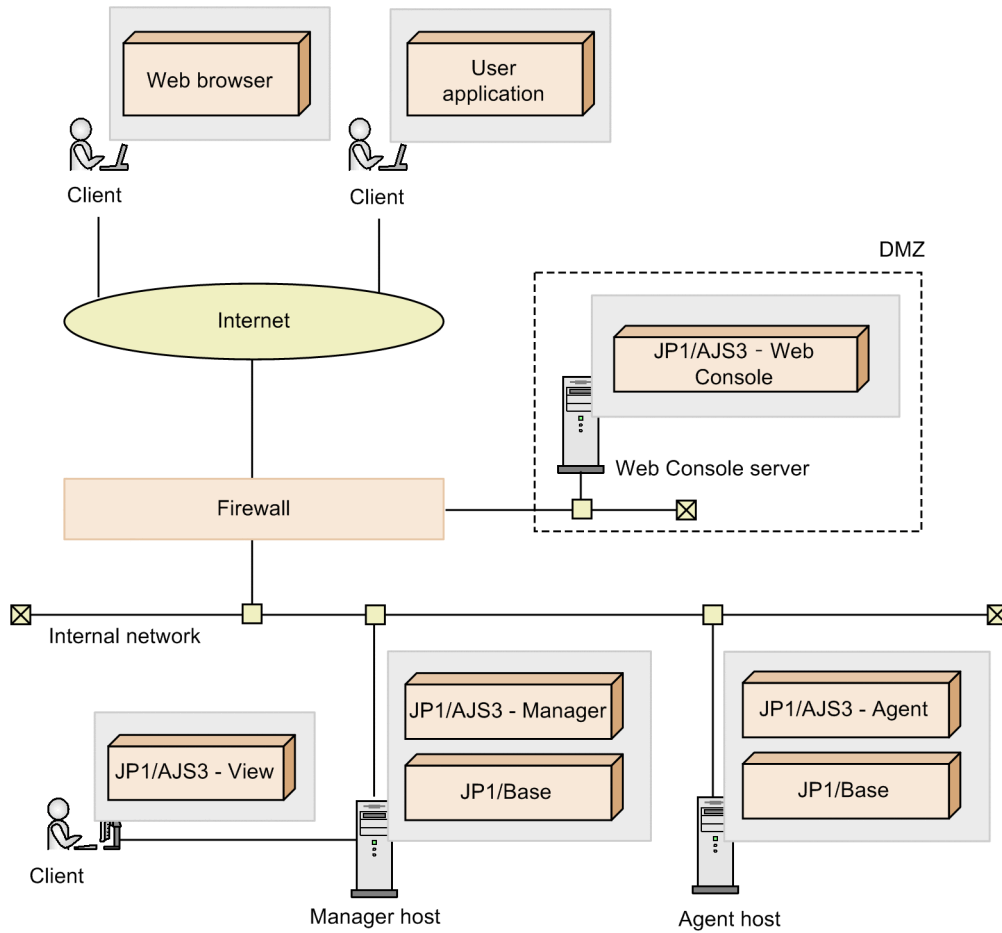 Web browser
User
application
Client
Client
DMZ
Internet
JP1/AJS3 - Web
Console
Web Console server
Firewall
Internal network
JP1/AJS3 - Manager
JP1/AJS3 - Agent
JP1/AJS3 - View
JP1/Base
JP1/Base
Client
Manager host
Agent host